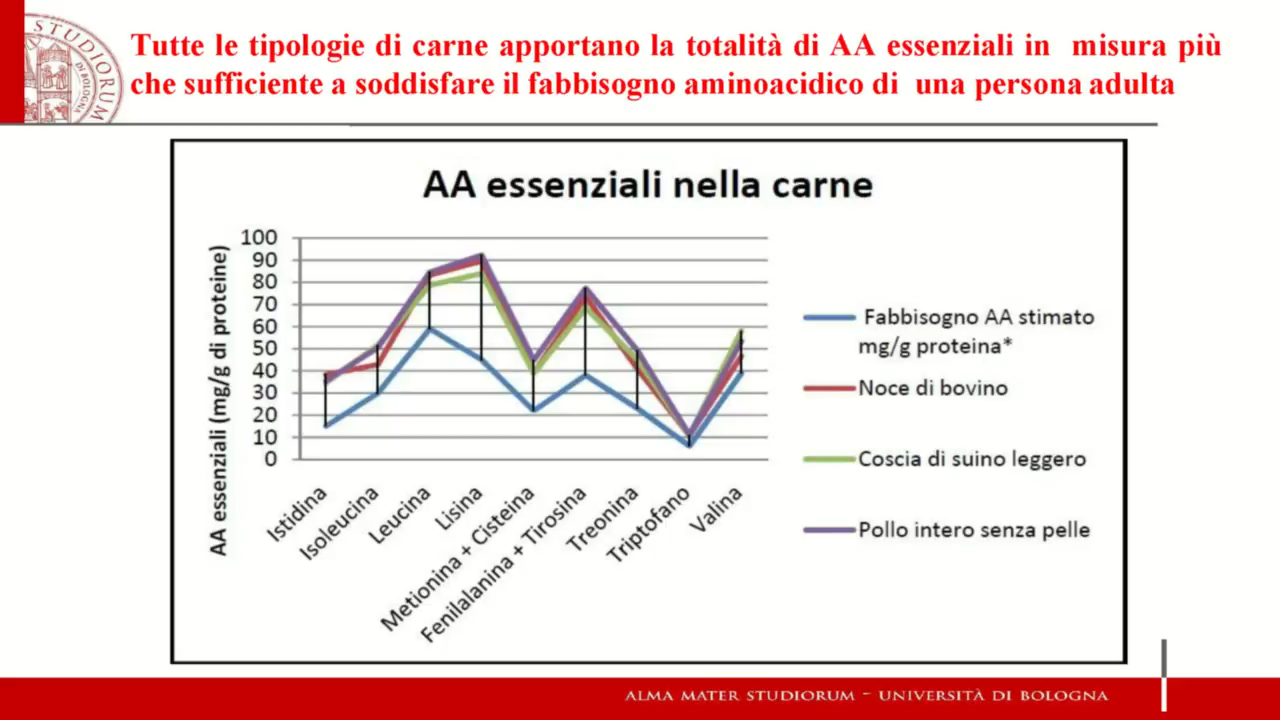 Tutte le tipologie di carne apportano la totalità di AA essenziali in misura più
che sufficiente a soddisfare il fabbisogno aminoacidico di una persona adulta
STUDIORUM
DI BOLOGNA
AA essenziali nella carne
AA essenziali (mg/g di proteine)
100
90
80
70
60
50
40
30
20
10
0
Istidina
Isoleucina
Leucina
Lisina
Metionina + Cisteina
Fenilalanina + Tirosina
Treonina
Triptofano
Valina
Fabbisogno AA stimato
mg/g proteina*
Noce di bovino
Coscia di suino leggero
Pollo intero senza pelle
ALMA MATER STUDIORUM - UNIVERSITÀ DI BOLOGNA